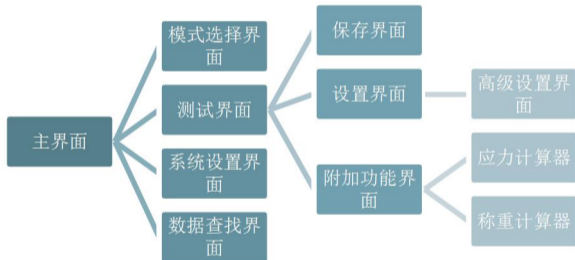 主界面
模式选择界
面
测试界面
系统设置界
面
数据查找界
面
保存界面
设置界面
附加功能界
面
高级设置界
面
应力计算器
称重计算器